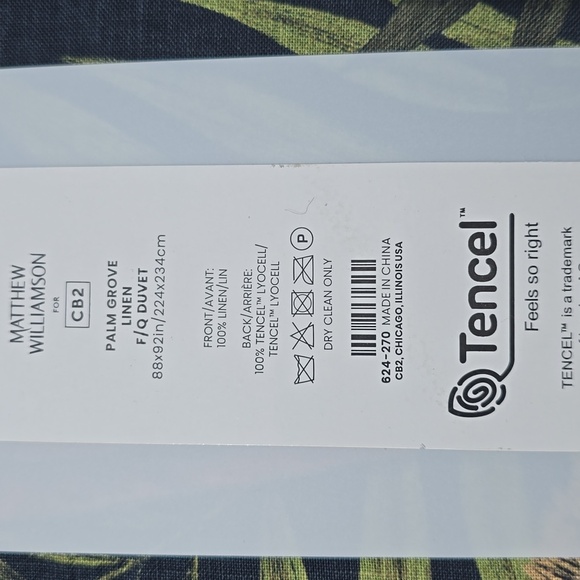 MATTHEW
WILLIAMSON
FOR
CB2
PALM GROVE
LINEN
F/Q DUVET
88x92in/224x234cm
FRONT/AVANT:
100% LINEN/LIN
BACK/ARRIÈRE:
100% TENCEL™ LYOCELL/
TENCEL™ LYOCELL
P
DRY CLEAN ONLY
624-270 MADE IN CHINA
CB2, CHICAGO, ILLINOIS USA
Tencel™
Feels so right
TENCEL™ is a trademark